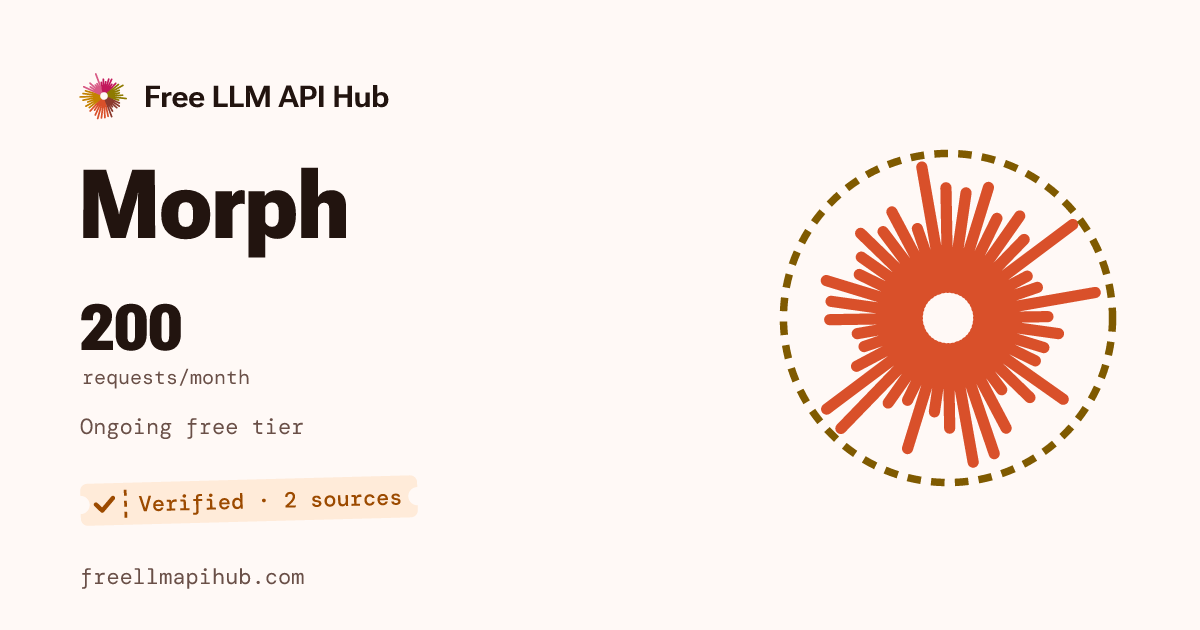 Free LLM API Hub
Morph
200
requests/month
Ongoing free tier
Verified · 2 sources
freellmapihub.com